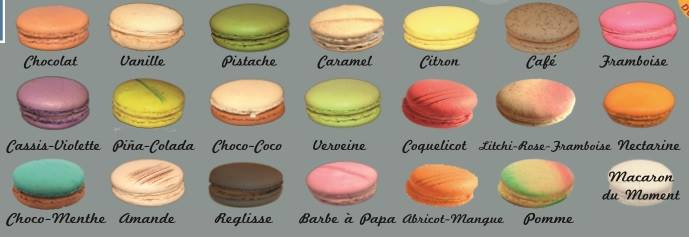 Chocolat Vanille Pistache Caramel Citron Café Framboise
Cassis-Violette Piña-Colada Choco-Coco Verveine Coquelicot Litchi-Rose-Framboise Nectarine
Choco-Menthe Amande Reglisse Barbe à Papa Abricot-Mangue Pomme Macaron
du Moment